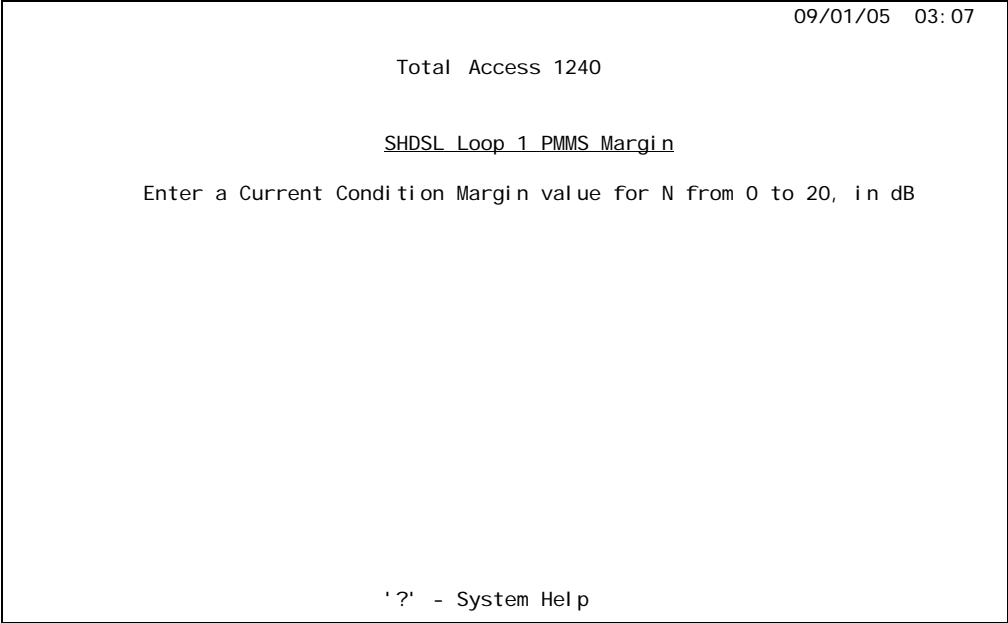 09/01/05 03:07
Total Access 1240
SHDSL Loop 1 PMMS Margin
Enter a Current Condition Margin value for N from 0 to 20, in dB
'?' - System Help